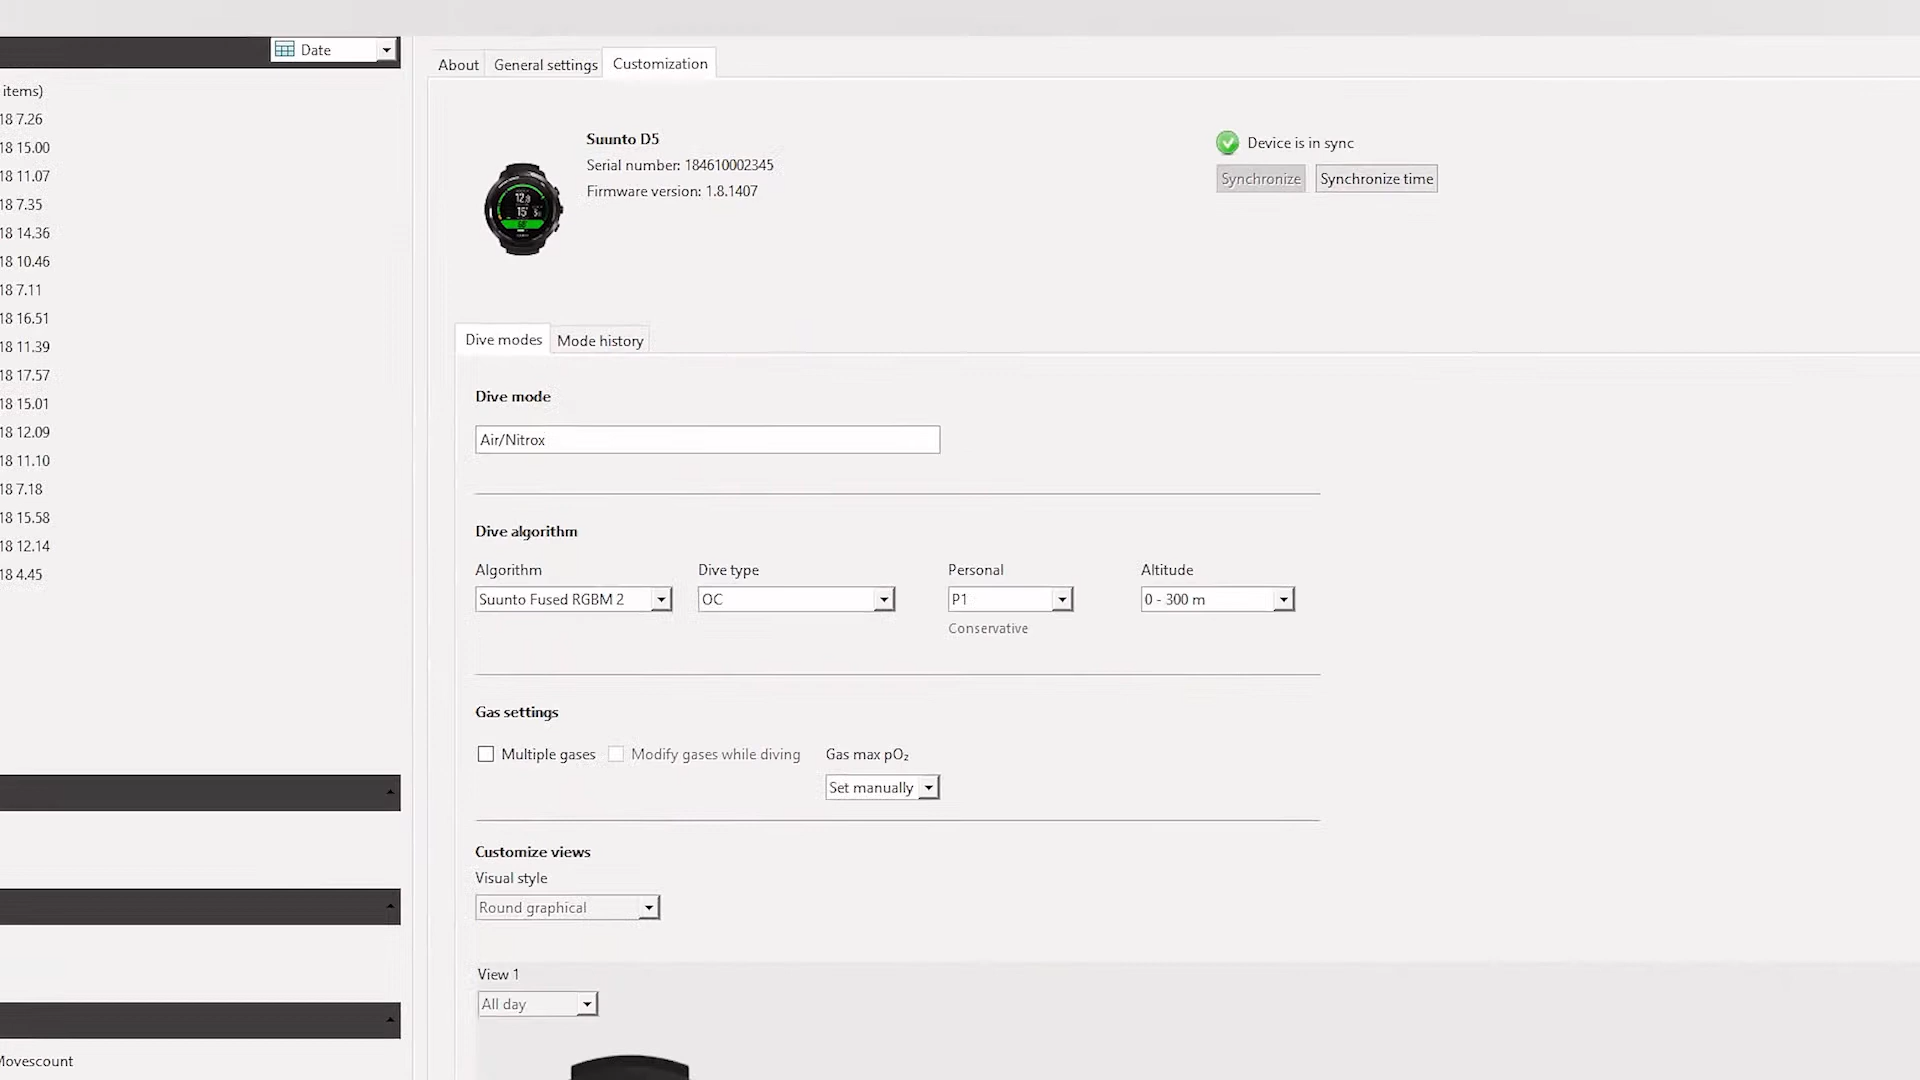 Date
items)
18 7.26
18 15.00
18 11.07
18 7.35
18 14.36
18 10.46
18 7.11
18 16.51
18 11.39
18 17.57
18 15.01
18 12.09
18 11.10
18 7.18
18 15.58
18 12.14
18 4.45
Movescount
About General settings Customization
Suunto D5
Serial number: 184610002345
Firmware version: 1.8.1407
Device is in sync
Synchronize Synchronize time
12.8
15'
Dive modes Mode history
Dive mode
Air/Nitrox
Dive algorithm
Algorithm Dive type Personal Altitude
Suunto Fused RGBM 2 OC P1 0 - 300 m
Conservative
Gas settings
Multiple gases Modify gases while diving Gas max pO₂
Set manually
Customize views
Visual style
Round graphical
View 1
All day